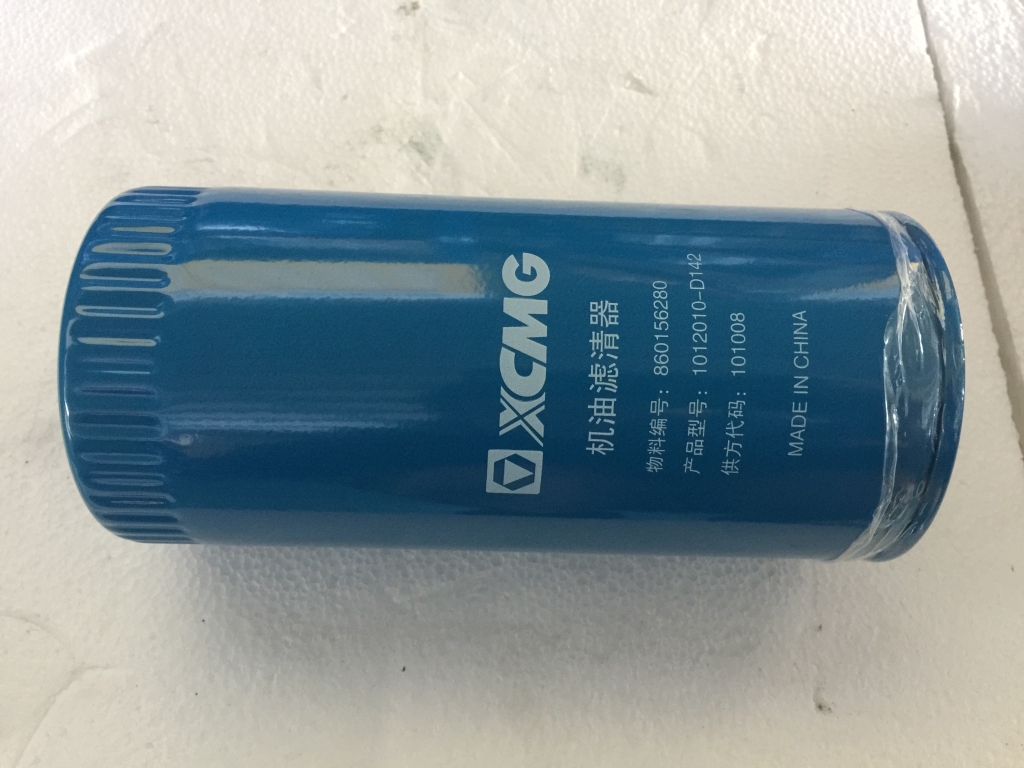 XCMG
机油滤清器
物料编号：860156280
产品型号：1012010-D142
供方代码：101008
MADE IN CHINA